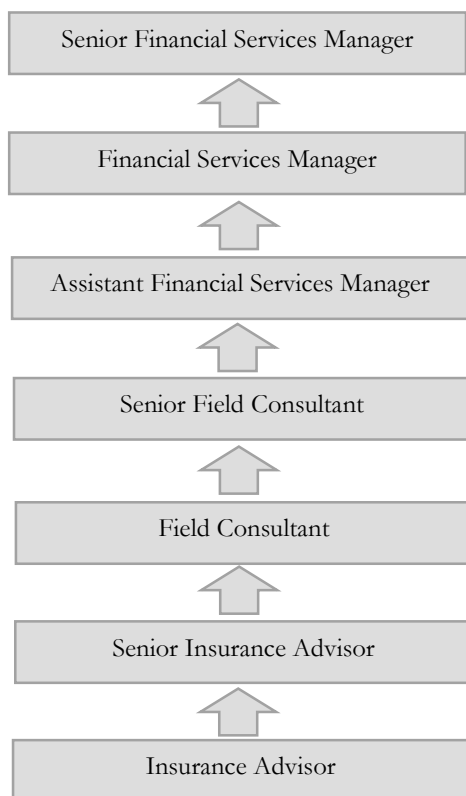 Senior Financial Services Manager
Financial Services Manager
Assistant Financial Services Manager
Senior Field Consultant
Field Consultant
Senior Insurance Advisor
Insurance Advisor